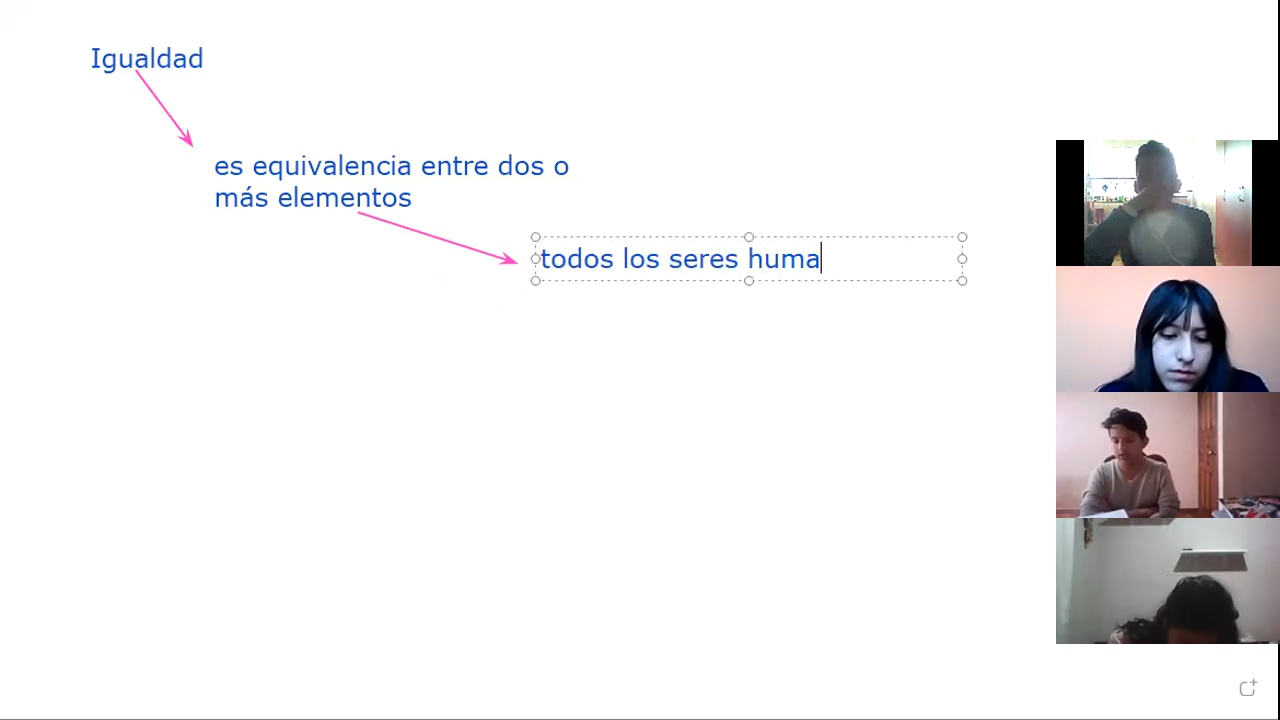 Igualdad
es equivalencia entre dos o
más elementos
todos los seres huma